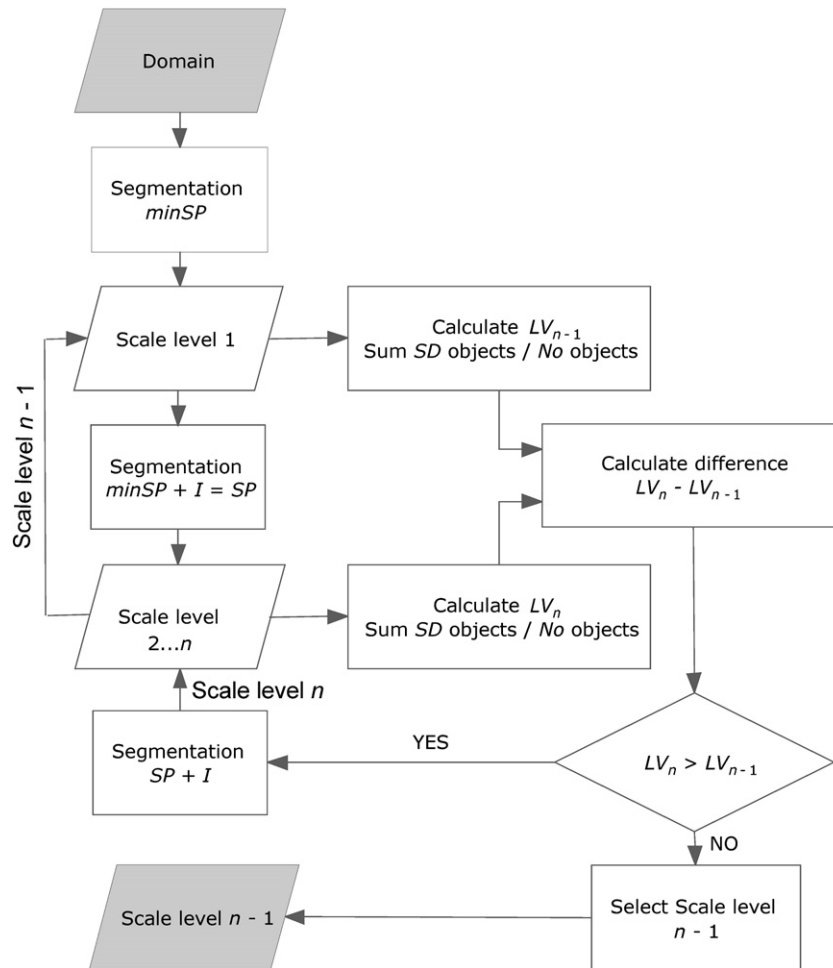 Domain
Segmentation
minSP
Scale level 1
Calculate LVn-1
Sum SD objects / No objects
Scale level n - 1
Segmentation
minSP + I = SP
Calculate difference
LVn - LVn-1
Scale level
2...n
Calculate LVn
Sum SD objects / No objects
Scale level n
Segmentation
SP + I
YES
LVn > LVn-1
NO
Scale level n - 1
Select Scale level
n - 1